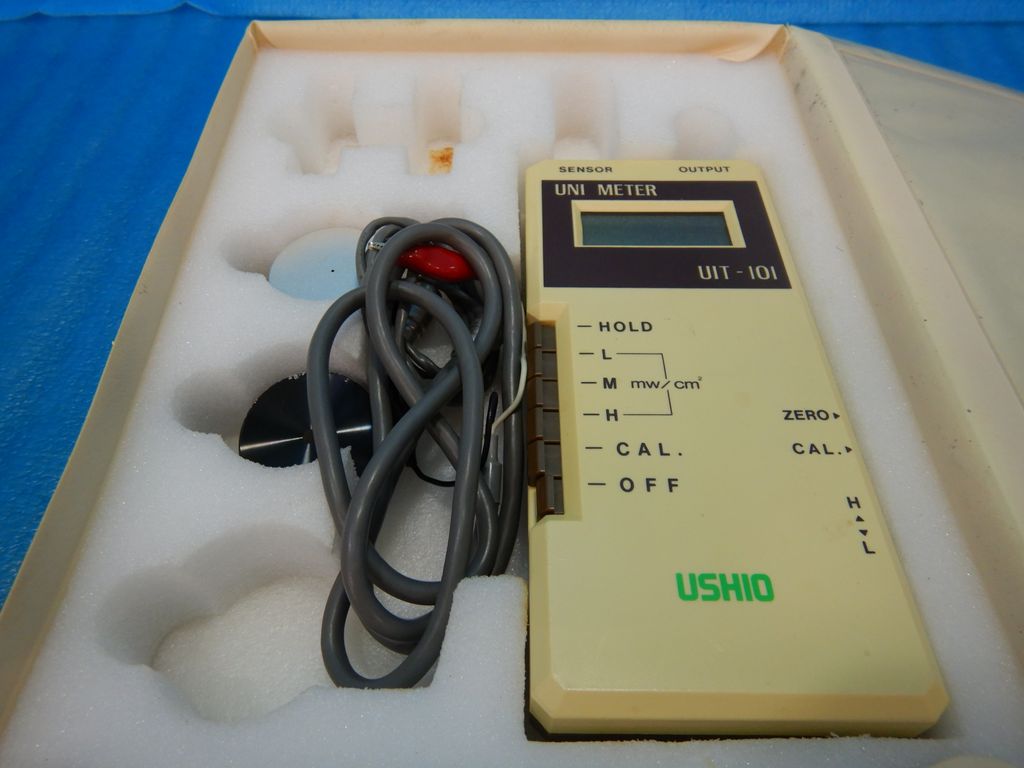 SENSOR OUTPUT
UNI METER
UIT-101
— HOLD
— L
— M mw/cm²
— H
— CAL.
— OFF
ZERO▸
CAL.▸
H
▴
▾
L
USHIO